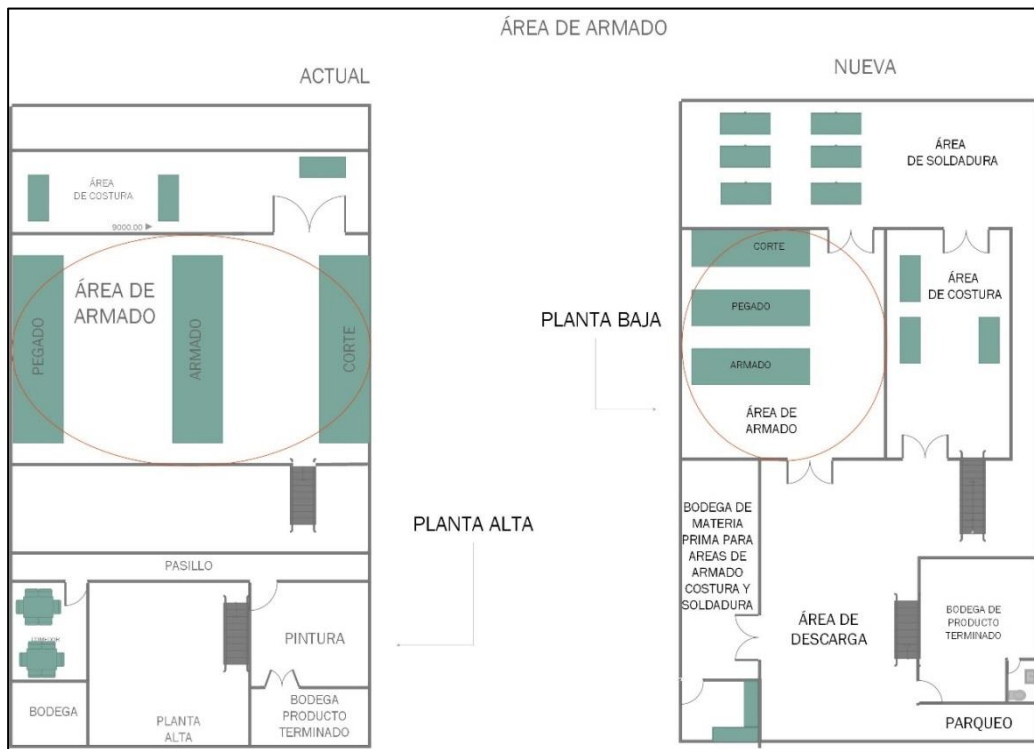 ÁREA DE ARMADO
ACTUAL
ÁREA
DE COSTURA
9000.00
ÁREA DE
ARMADO
PEGADO
ARMADO
CORTE
PLANTA ALTA
PASILLO
COMEDOR
PINTURA
BODEGA
PLANTA
ALTA
BODEGA
PRODUCTO
TERMINADO
NUEVA
ÁREA
DE SOLDADURA
CORTE
PEGADO
ARMADO
ÁREA DE
ARMADO
ÁREA
DE COSTURA
PLANTA BAJA
BODEGA DE
MATERIA
PRIMA PARA
AREAS DE
ARMADO
COSTURA Y
SOLDADURA
ÁREA DE
DESCARGA
BODEGA DE
PRODUCTO
TERMINADO
PARQUEO